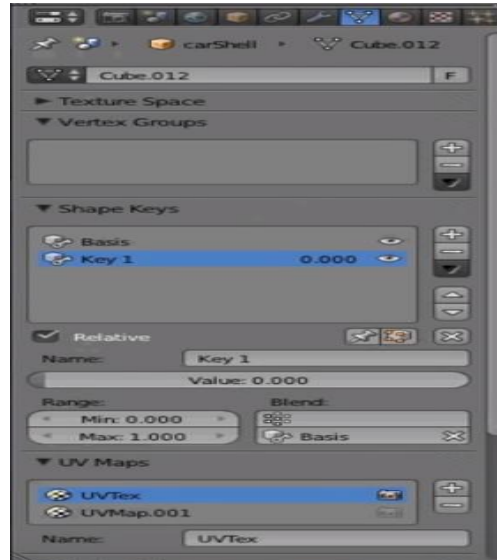 carShell Cube.012
Cube.012 F
Texture Space
Vertex Groups
Shape Keys
Basis
Key 1 0.000
Relative
Name: Key 1
Value: 0.000
Range: Blend:
Min: 0.000
Max: 1.000 Basis
UV Maps
UVTex
UVMap.001
Name: UVTex